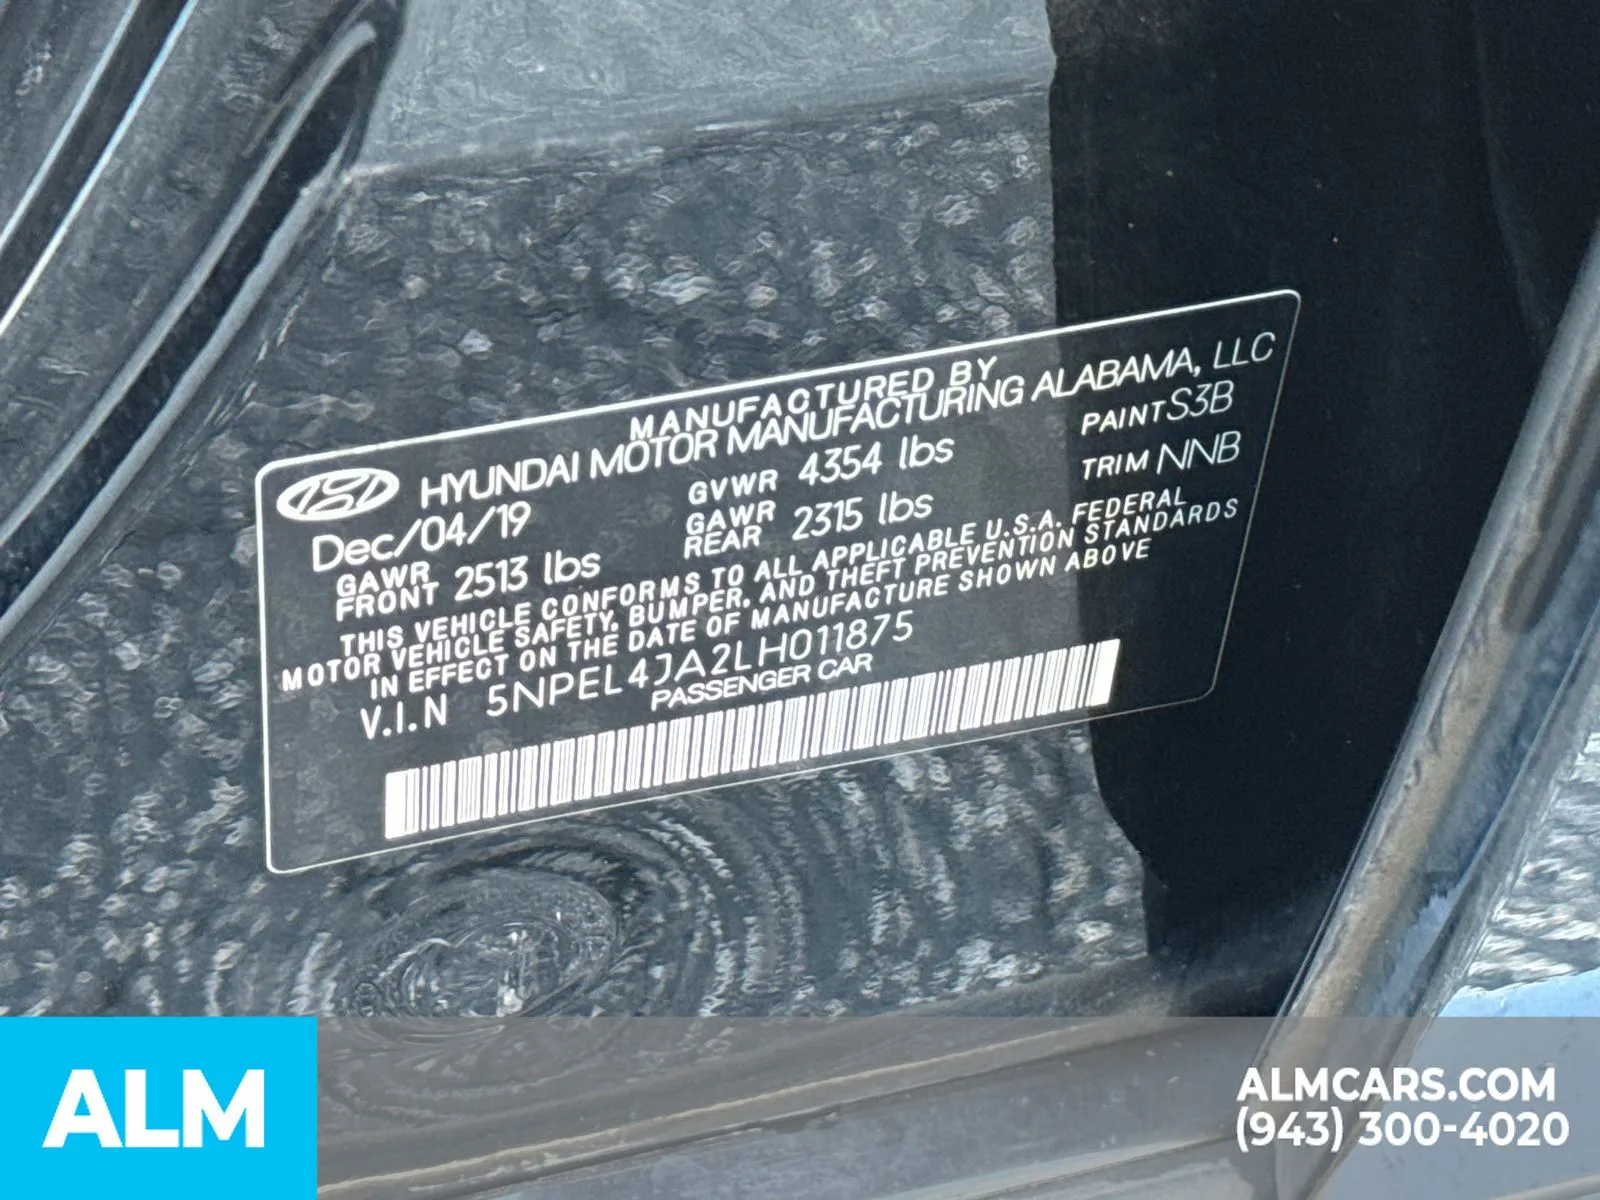 MANUFACTURED BY
HYUNDAI MOTOR MANUFACTURING ALABAMA, LLC
Dec/04/19 GVWR 4354 lbs PAINT S3B
GAWR FRONT 2513 lbs GAWR REAR 2315 lbs TRIM NNB
THIS VEHICLE CONFORMS TO ALL APPLICABLE U.S.A. FEDERAL
MOTOR VEHICLE SAFETY, BUMPER, AND THEFT PREVENTION STANDARDS
IN EFFECT ON THE DATE OF MANUFACTURE SHOWN ABOVE
V.I.N 5NPEL4JA2LH011875
PASSENGER CAR
ALM
ALMCARS.COM
(943) 300-4020